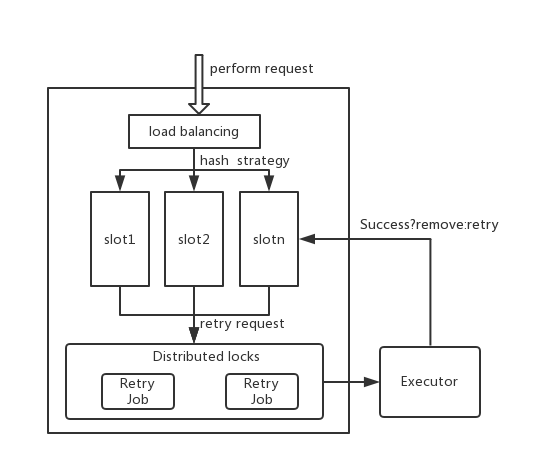 perform request
load balancing
hash strategy
slot1
slot2
slotn
Success?remove:retry
retry request
Distributed locks
Retry
Job
Retry
Job
Executor